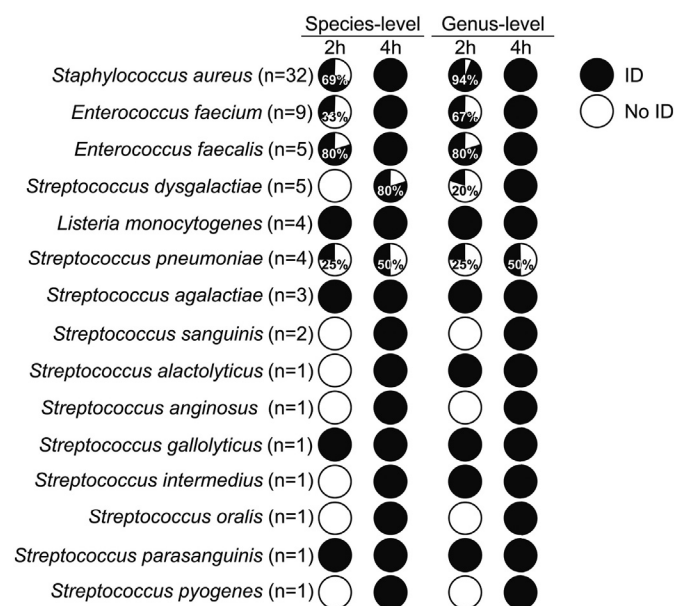 Species-level Genus-level
2h 4h 2h 4h
Staphylococcus aureus (n=32) 69% 94% ID
Enterococcus faecium (n=9) 33% 67% No ID
Enterococcus faecalis (n=5) 80% 80%
Streptococcus dysgalactiae (n=5) 80% 20%
Listeria monocytogenes (n=4)
Streptococcus pneumoniae (n=4) 25% 50% 25% 50%
Streptococcus agalactiae (n=3)
Streptococcus sanguinis (n=2)
Streptococcus alactolyticus (n=1)
Streptococcus anginosus (n=1)
Streptococcus gallolyticus (n=1)
Streptococcus intermedius (n=1)
Streptococcus oralis (n=1)
Streptococcus parasanguinis (n=1)
Streptococcus pyogenes (n=1)